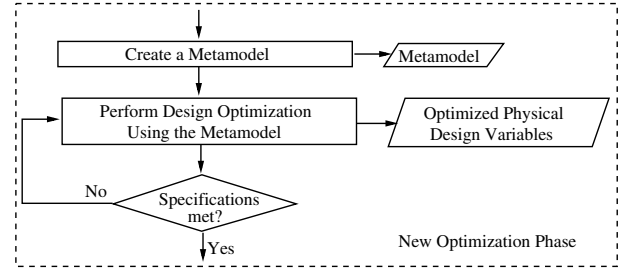 Create a Metamodel
Metamodel
Perform Design Optimization
Using the Metamodel
Optimized Physical
Design Variables
No
Specifications
met?
Yes
New Optimization Phase